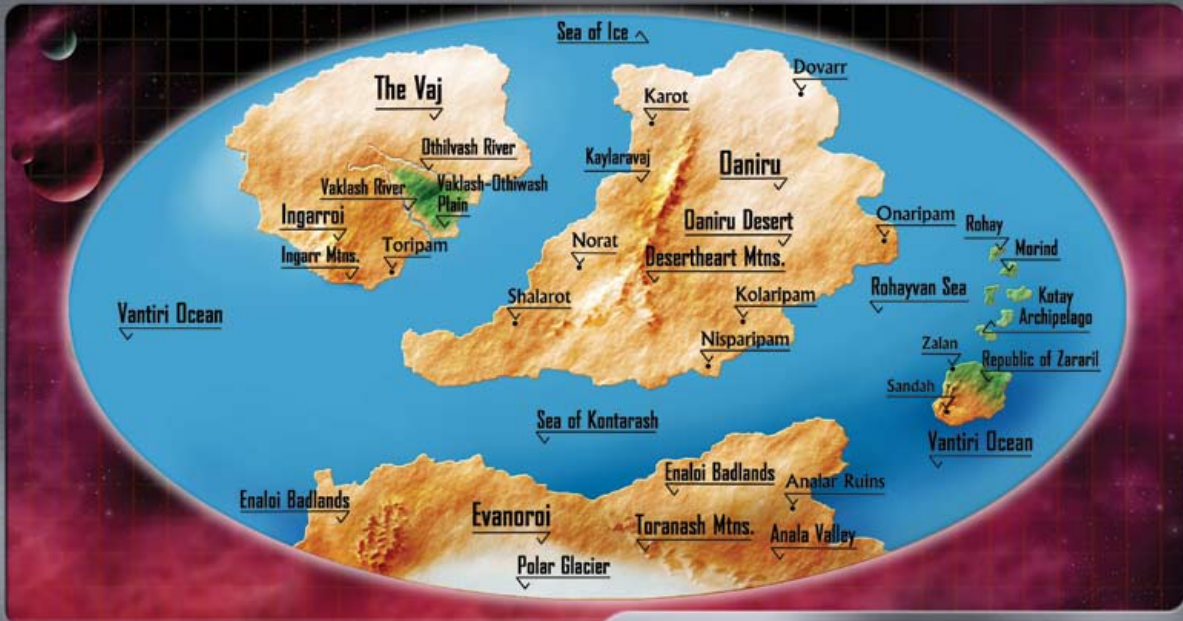 Sea of Ice
Dovarr
The Vaj
Karot
Othilvash River
Kaylaravaj
Oaniru
Vaklash River
Vaklash-Othiwash
Plain
Ingarroi
Onaripam
Rohay
Oaniru Desert
Morind
Toripam
Norat
Ingarr Mtns.
Desertheart Mtns.
Rohayvan Sea
Kotay
Archipelago
Shalarot
Kolaripam
Vantiri Ocean
Nisparipam
Zalan
Republic of Zararil
Sandah
Sea of Kontarash
Vantiri Ocean
Enaloi Badlands
Analar Ruins
Enaloi Badlands
Evanoroi
Toranash Mtns.
Anala Valley
Polar Glacier